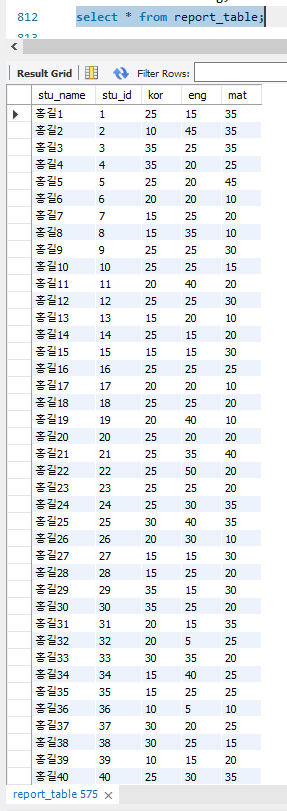 812 select * from report_table;
813
Result Grid Filter Rows:
stu_name stu_id kor eng mat
홍길1 1 25 15 35
홍길2 2 10 45 35
홍길3 3 35 25 35
홍길4 4 35 20 25
홍길5 5 25 20 45
홍길6 6 20 20 10
홍길7 7 15 25 20
홍길8 8 15 35 10
홍길9 9 25 25 30
홍길10 10 25 25 15
홍길11 11 20 40 20
홍길12 12 25 25 30
홍길13 13 15 20 10
홍길14 14 25 15 20
홍길15 15 15 15 30
홍길16 16 25 25 25
홍길17 17 20 20 10
홍길18 18 25 25 20
홍길19 19 20 40 10
홍길20 20 25 20 20
홍길21 21 25 35 40
홍길22 22 25 50 20
홍길23 23 25 25 20
홍길24 24 25 30 35
홍길25 25 30 40 35
홍길26 26 20 30 10
홍길27 27 15 15 30
홍길28 28 15 25 20
홍길29 29 35 15 30
홍길30 30 35 25 20
홍길31 31 20 15 35
홍길32 32 20 5 25
홍길33 33 30 35 20
홍길34 34 15 40 25
홍길35 35 15 25 25
홍길36 36 10 5 10
홍길37 37 30 20 25
홍길38 38 30 25 15
홍길39 39 10 15 20
홍길40 40 25 30 35
report_table 575